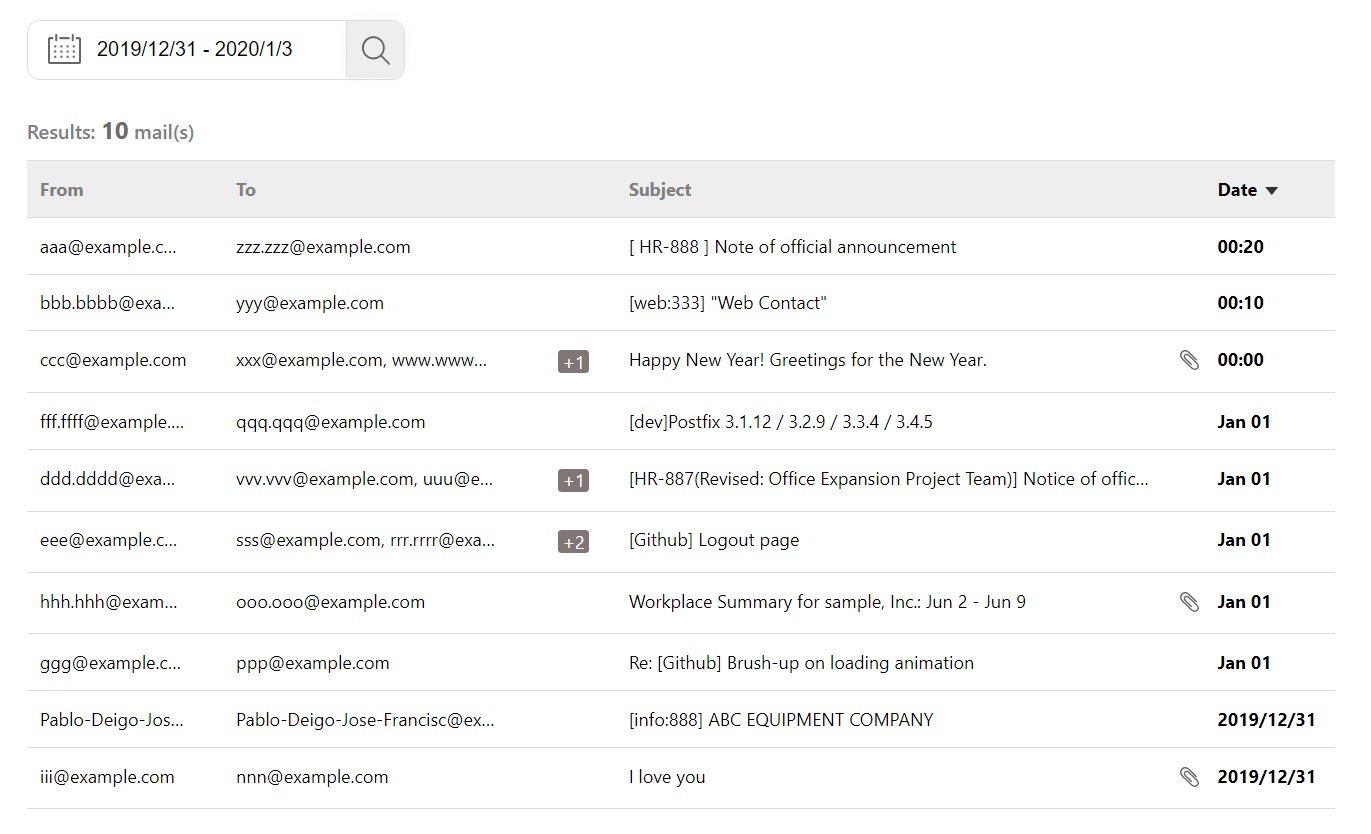 2019/12/31 - 2020/1/3
Results: 10 mail(s)
From To Subject Date
aaa@example.c... zzz.zzz@example.com [ HR-888 ] Note of official announcement 00:20
bbb.bbbb@exa... yyy@example.com [web:333] "Web Contact" 00:10
ccc@example.com xxx@example.com, www.www... +1 Happy New Year! Greetings for the New Year. 00:00
fff.ffff@example.... qqq.qqq@example.com [dev]Postfix 3.1.12 / 3.2.9 / 3.3.4 / 3.4.5 Jan 01
ddd.dddd@exa... vvv.vvv@example.com, uuu@e... +1 [HR-887(Revised: Office Expansion Project Team)] Notice of offic... Jan 01
eee@example.c... sss@example.com, rrr.rrrr@exa... +2 [Github] Logout page Jan 01
hhh.hhh@exam... ooo.ooo@example.com Workplace Summary for sample, Inc.: Jun 2 - Jun 9 Jan 01
ggg@example.c... ppp@example.com Re: [Github] Brush-up on loading animation Jan 01
Pablo-Deigo-Jos... Pablo-Deigo-Jose-Francisc@ex... [info:888] ABC EQUIPMENT COMPANY 2019/12/31
iii@example.com nnn@example.com I love you 2019/12/31